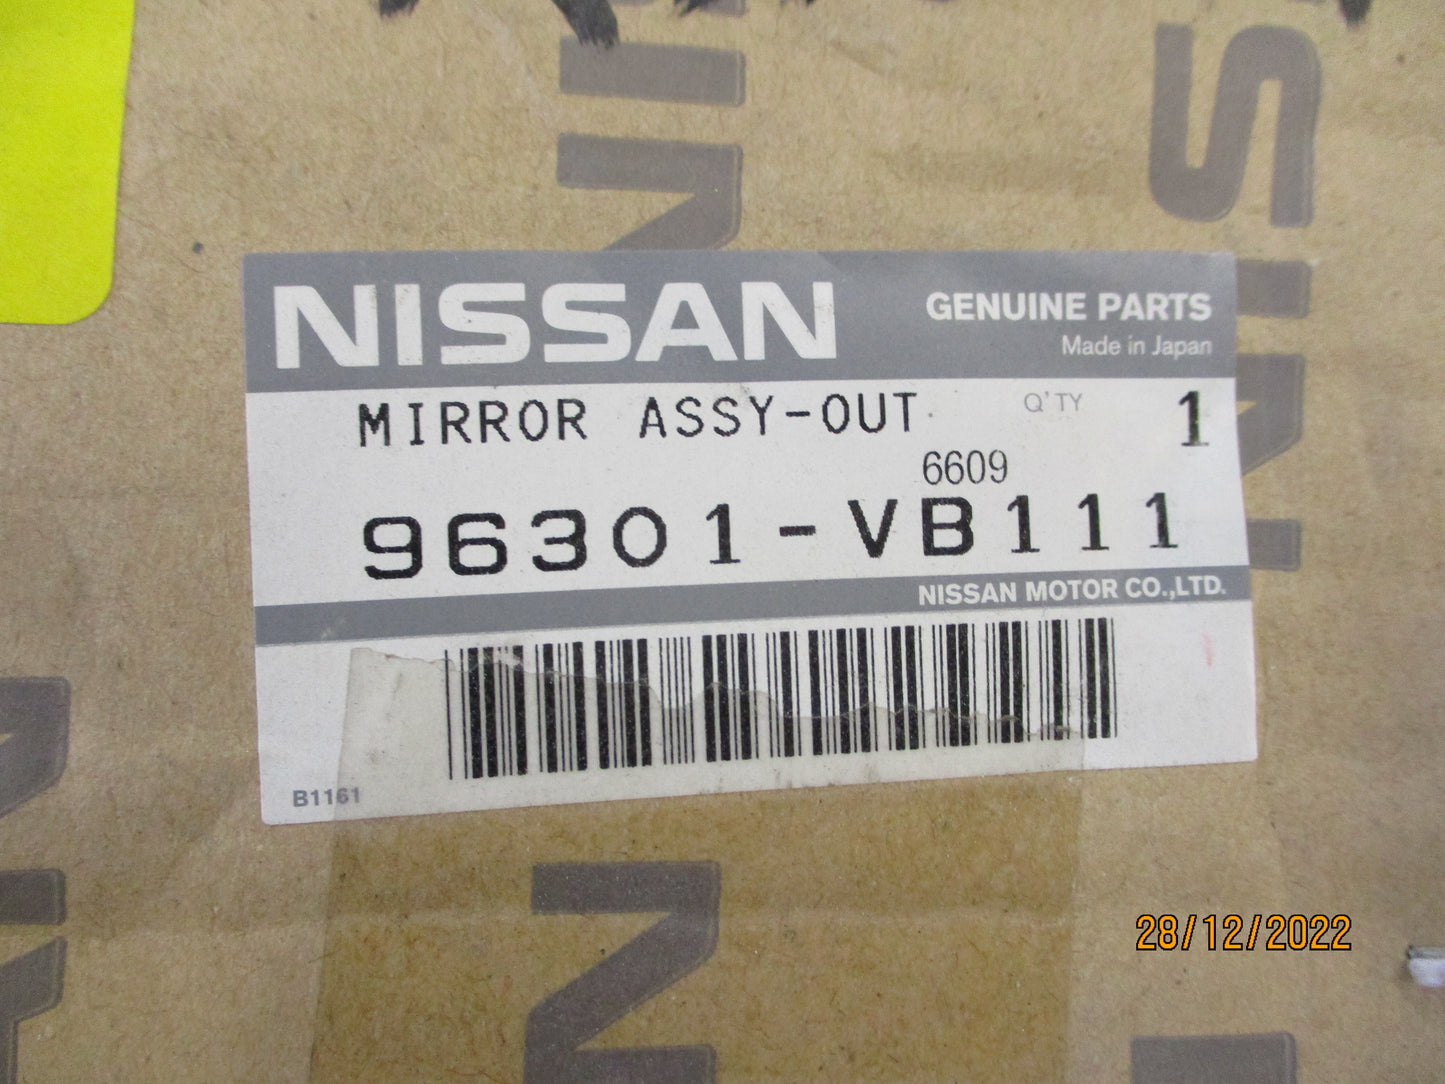 NISSAN
GENUINE PARTS
Made in Japan
MIRROR ASSY-OUT
Q'TY 1
6609
96301-VB111
NISSAN MOTOR CO.,LTD.
B1161
28/12/2022